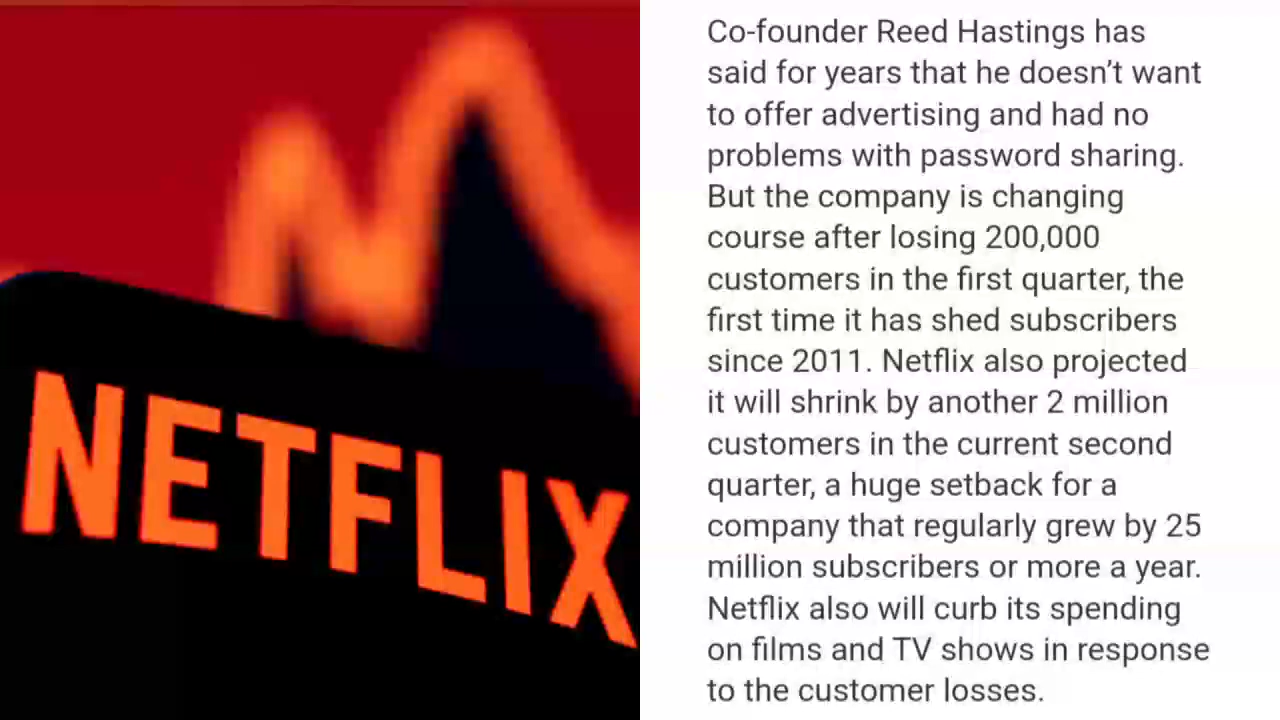 NETFLIX
Co-founder Reed Hastings has
said for years that he doesn’t want
to offer advertising and had no
problems with password sharing.
But the company is changing
course after losing 200,000
customers in the first quarter, the
first time it has shed subscribers
since 2011. Netflix also projected
it will shrink by another 2 million
customers in the current second
quarter, a huge setback for a
company that regularly grew by 25
million subscribers or more a year.
Netflix also will curb its spending
on films and TV shows in response
to the customer losses.